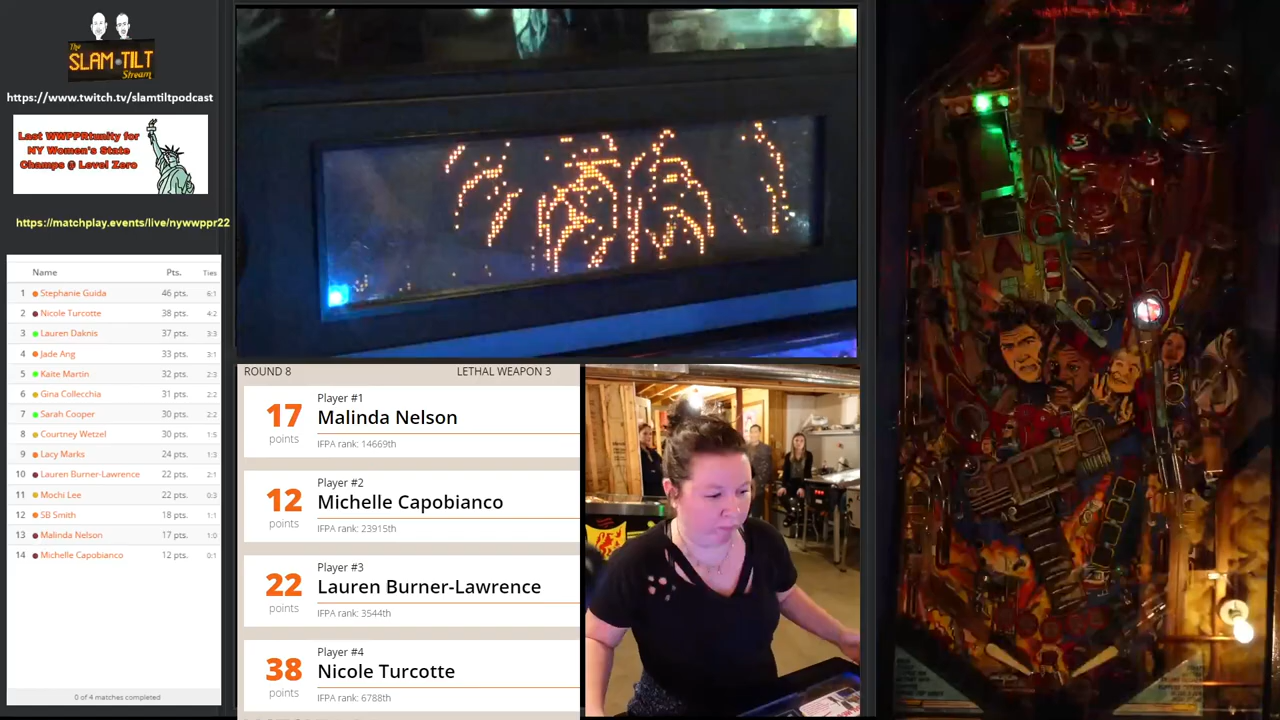 The
SLAM TILT
Stream
https://www.twitch.tv/slamtiltpodcast
Last WWPPRtunity for
NY Women's State
Champs @ Level Zero
https://matchplay.events/live/nywwppr22
Name Pts. Ties
1 Stephanie Guida 46 pts. 6:1
2 Nicole Turcotte 38 pts. 4:2
3 Lauren Daknis 37 pts. 3:3
4 Jade Ang 33 pts. 3:1
5 Kaite Martin 32 pts. 2:3
6 Gina Collecchia 31 pts. 2:2
7 Sarah Cooper 30 pts. 2:2
8 Courtney Wetzel 30 pts. 1:5
9 Lacy Marks 24 pts. 1:3
10 Lauren Burner-Lawrence 22 pts. 2:1
11 Mochi Lee 22 pts. 0:3
12 SB Smith 18 pts. 1:1
13 Malinda Nelson 17 pts. 1:0
14 Michelle Capobianco 12 pts. 0:1
0 of 4 matches completed
ROUND 8 LETHAL WEAPON 3
Player #1
17 Malinda Nelson
points IFPA rank: 14669th
Player #2
12 Michelle Capobianco
points IFPA rank: 23915th
Player #3
22 Lauren Burner-Lawrence
points IFPA rank: 3544th
Player #4
38 Nicole Turcotte
points IFPA rank: 6788th